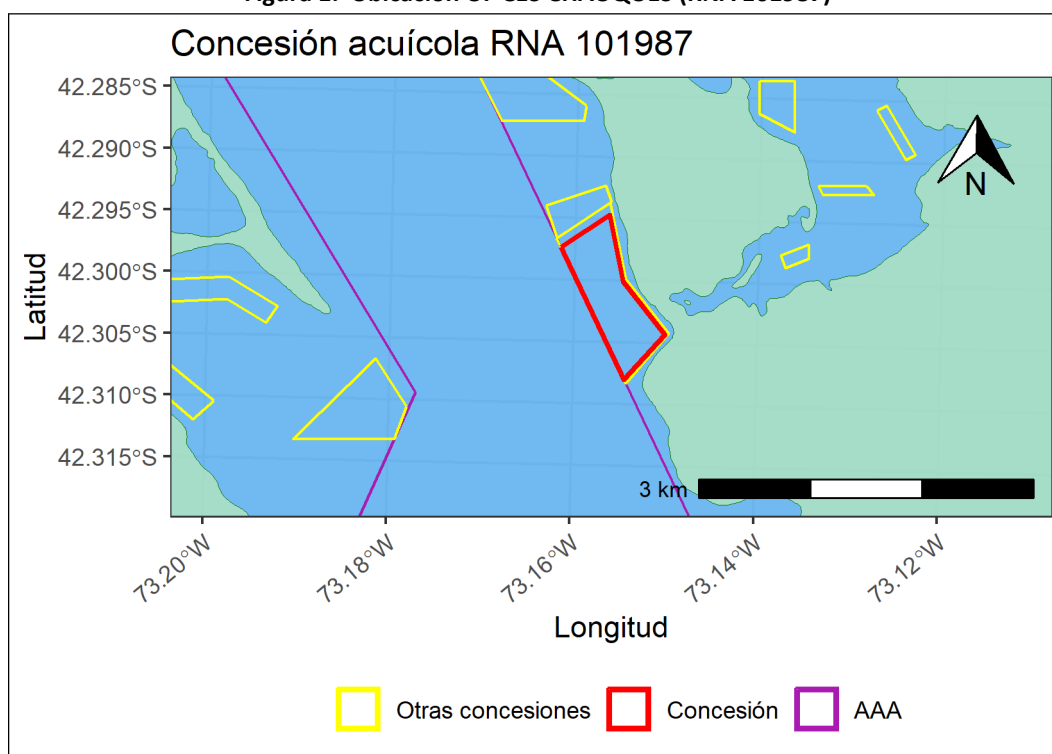 Concesión acuícola RNA 101987
42.285°S
42.290°S
42.295°S
42.300°S
42.305°S
42.310°S
42.315°S
Latitud
N
3 km
73.20°W
73.18°W
73.16°W
73.14°W
73.12°W
Longitud
Otras concesiones
Concesión
AAA